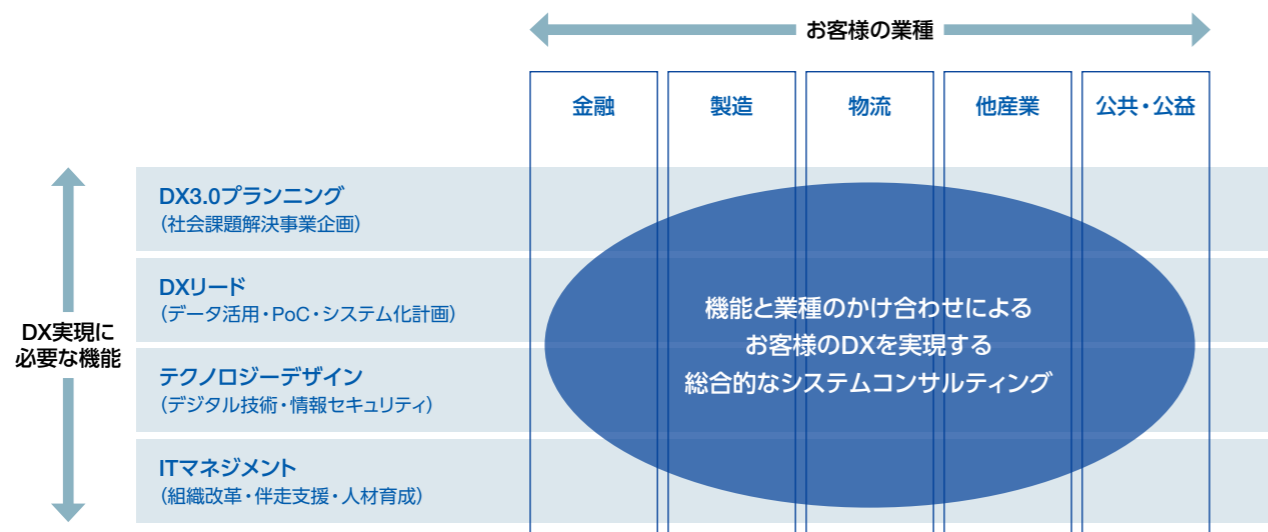 お客様の業種
金融
製造
物流
他産業
公共・公益
DX実現に
必要な機能
DX3.0プランニング
（社会課題解決事業企画）
DXリード
（データ活用・PoC・システム化計画）
テクノロジーデザイン
（デジタル技術・情報セキュリティ）
ITマネジメント
（組織改革・伴走支援・人材育成）
機能と業種のかけ合わせによる
お客様のDXを実現する
総合的なシステムコンサルティング